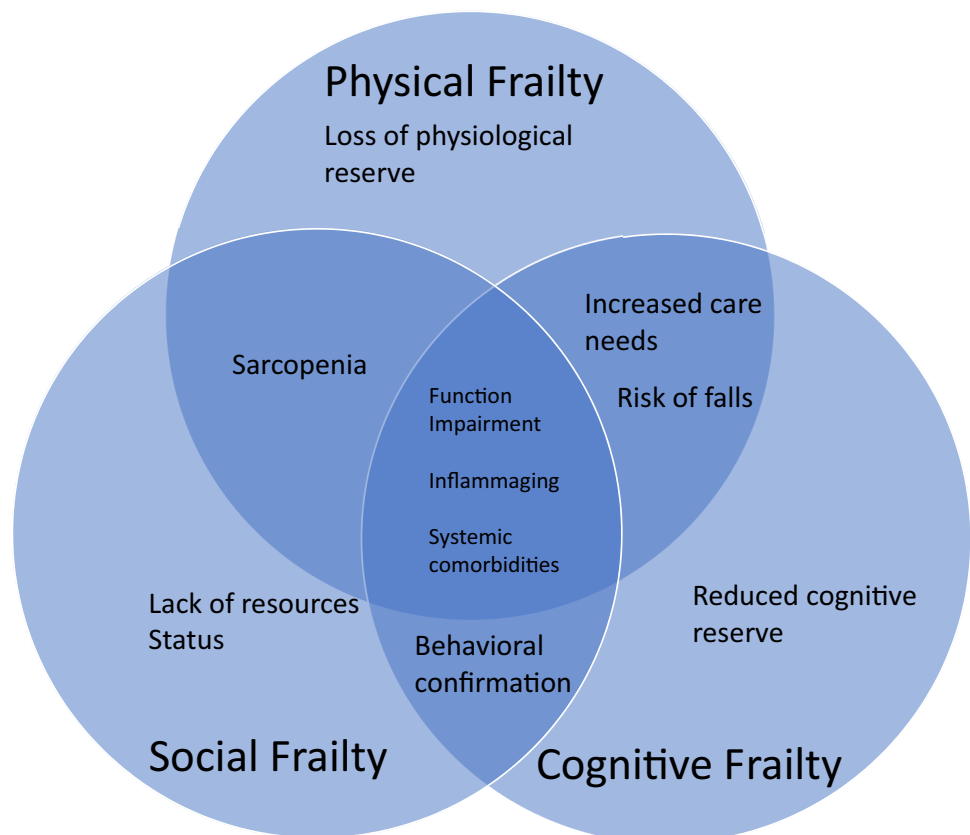 Physical Frailty
Loss of physiological
reserve
Increased care
needs
Sarcopenia
Risk of falls
Function
Impairment
Inflammaging
Systemic
comorbidities
Lack of resources
Status
Reduced cognitive
reserve
Behavioral
confirmation
Social Frailty
Cognitive Frailty